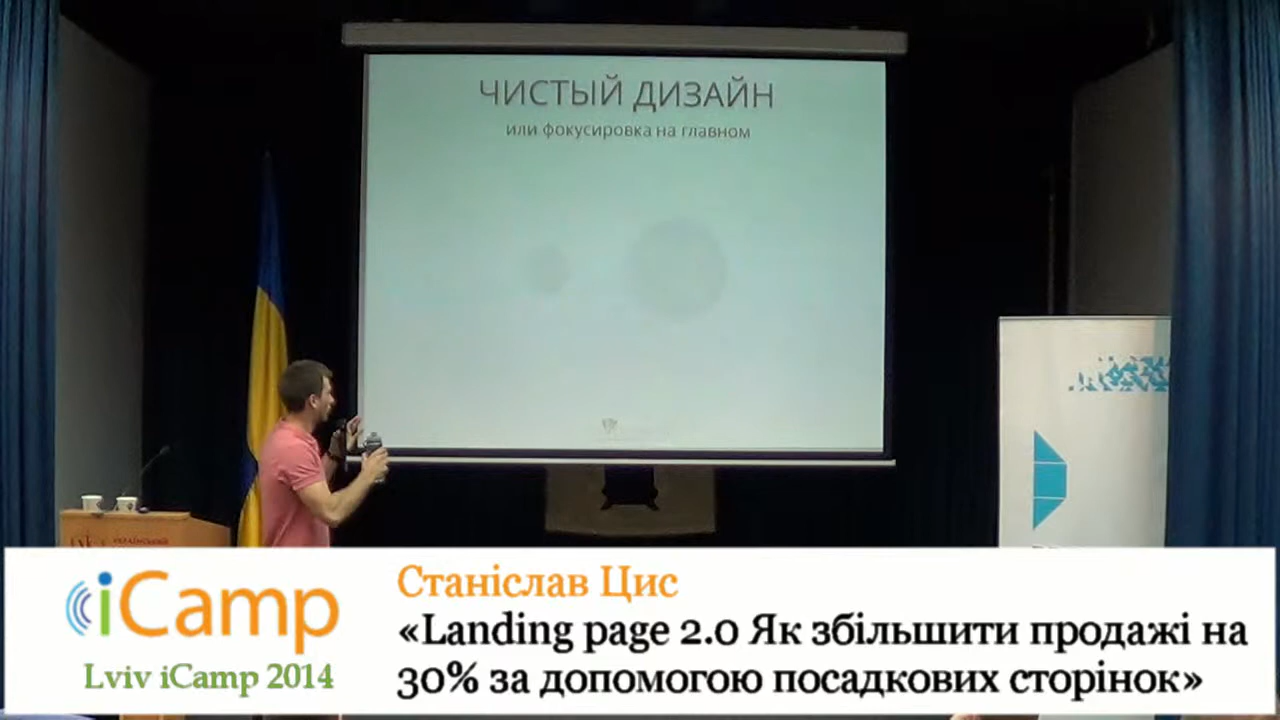 ЧИСТЫЙ ДИЗАЙН
или фокусировка на главном
iCamp
Lviv iCamp 2014
Станіслав Цис
«Landing page 2.0 Як збільшити продажі на
30% за допомогою посадкових сторінок»